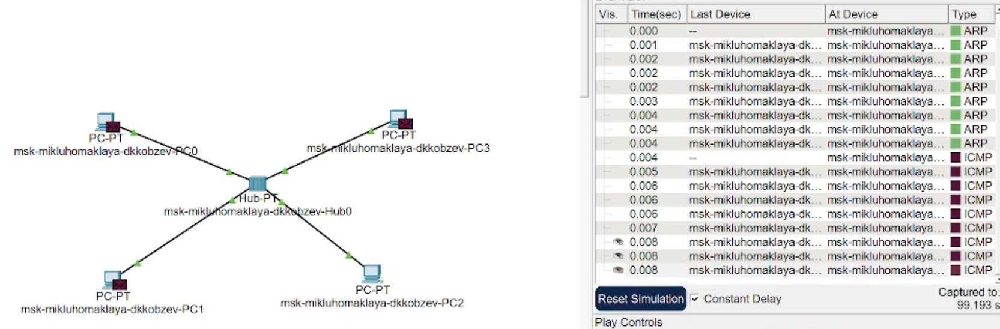 PC-PT
msk-mikluhomaklaya-dkkobzev-PC0
PC-PT
msk-mikluhomaklaya-dkkobzev-PC3
Hub-PT
msk-mikluhomaklaya-dkkobzev-Hub0
PC-PT
msk-mikluhomaklaya-dkkobzev-PC1
PC-PT
msk-mikluhomaklaya-dkkobzev-PC2
Vis. Time(sec) Last Device At Device Type
0.000 -- msk-mikluhomaklaya... ARP
0.001 msk-mikluhomaklaya-dk... msk-mikluhomaklaya... ARP
0.002 msk-mikluhomaklaya-dk... msk-mikluhomaklaya... ARP
0.002 msk-mikluhomaklaya-dk... msk-mikluhomaklaya... ARP
0.002 msk-mikluhomaklaya-dk... msk-mikluhomaklaya... ARP
0.003 msk-mikluhomaklaya-dk... msk-mikluhomaklaya... ARP
0.004 msk-mikluhomaklaya-dk... msk-mikluhomaklaya... ARP
0.004 msk-mikluhomaklaya-dk... msk-mikluhomaklaya... ARP
0.004 msk-mikluhomaklaya-dk... msk-mikluhomaklaya... ARP
0.004 -- msk-mikluhomaklaya... ICMP
0.005 msk-mikluhomaklaya-dk... msk-mikluhomaklaya... ICMP
0.006 msk-mikluhomaklaya-dk... msk-mikluhomaklaya... ICMP
0.006 msk-mikluhomaklaya-dk... msk-mikluhomaklaya... ICMP
0.006 msk-mikluhomaklaya-dk... msk-mikluhomaklaya... ICMP
0.007 msk-mikluhomaklaya-dk... msk-mikluhomaklaya... ICMP
0.008 msk-mikluhomaklaya-dk... msk-mikluhomaklaya... ICMP
0.008 msk-mikluhomaklaya-dk... msk-mikluhomaklaya... ICMP
0.008 msk-mikluhomaklaya-dk... msk-mikluhomaklaya... ICMP
Reset Simulation Constant Delay
Captured to:
99.193 s
Play Controls